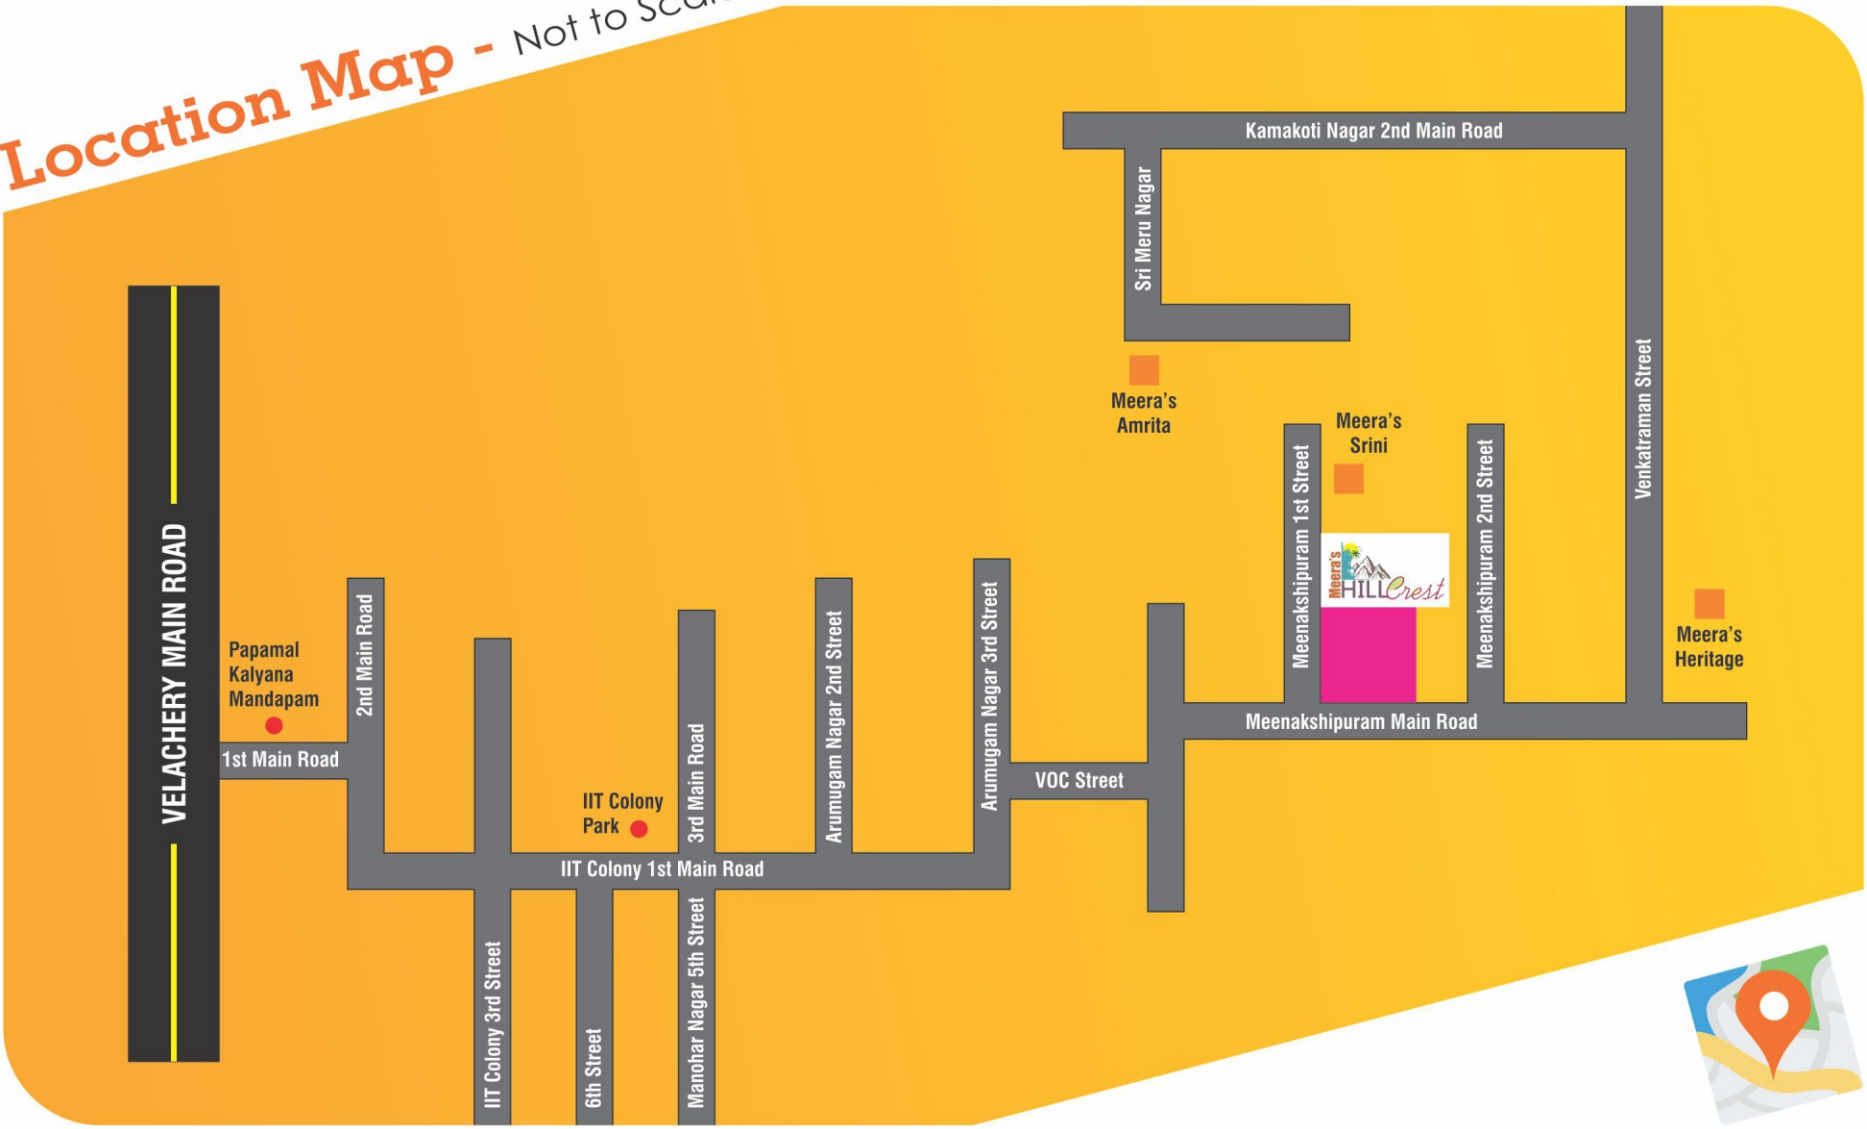 Location Map - Not to
Kamakoti Nagar 2nd Main Road
Sri Meru Nagar
Venkatraman Street
Meera's
Amrita
Meera's
Srini
Meenakshipuram 1st Street
Meenakshipuram 2nd Street
Meera's
HILLCrest
Meera's
Heritage
Meenakshipuram Main Road
VELACHERY MAIN ROAD
Papamal
Kalyana
Mandapam
1st Main Road
2nd Main Road
IIT Colony
Park
3rd Main Road
Arumugam Nagar 2nd Street
Arumugam Nagar 3rd Street
VOC Street
IIT Colony 1st Main Road
IIT Colony 3rd Street
6th Street
Manohar Nagar 5th Street